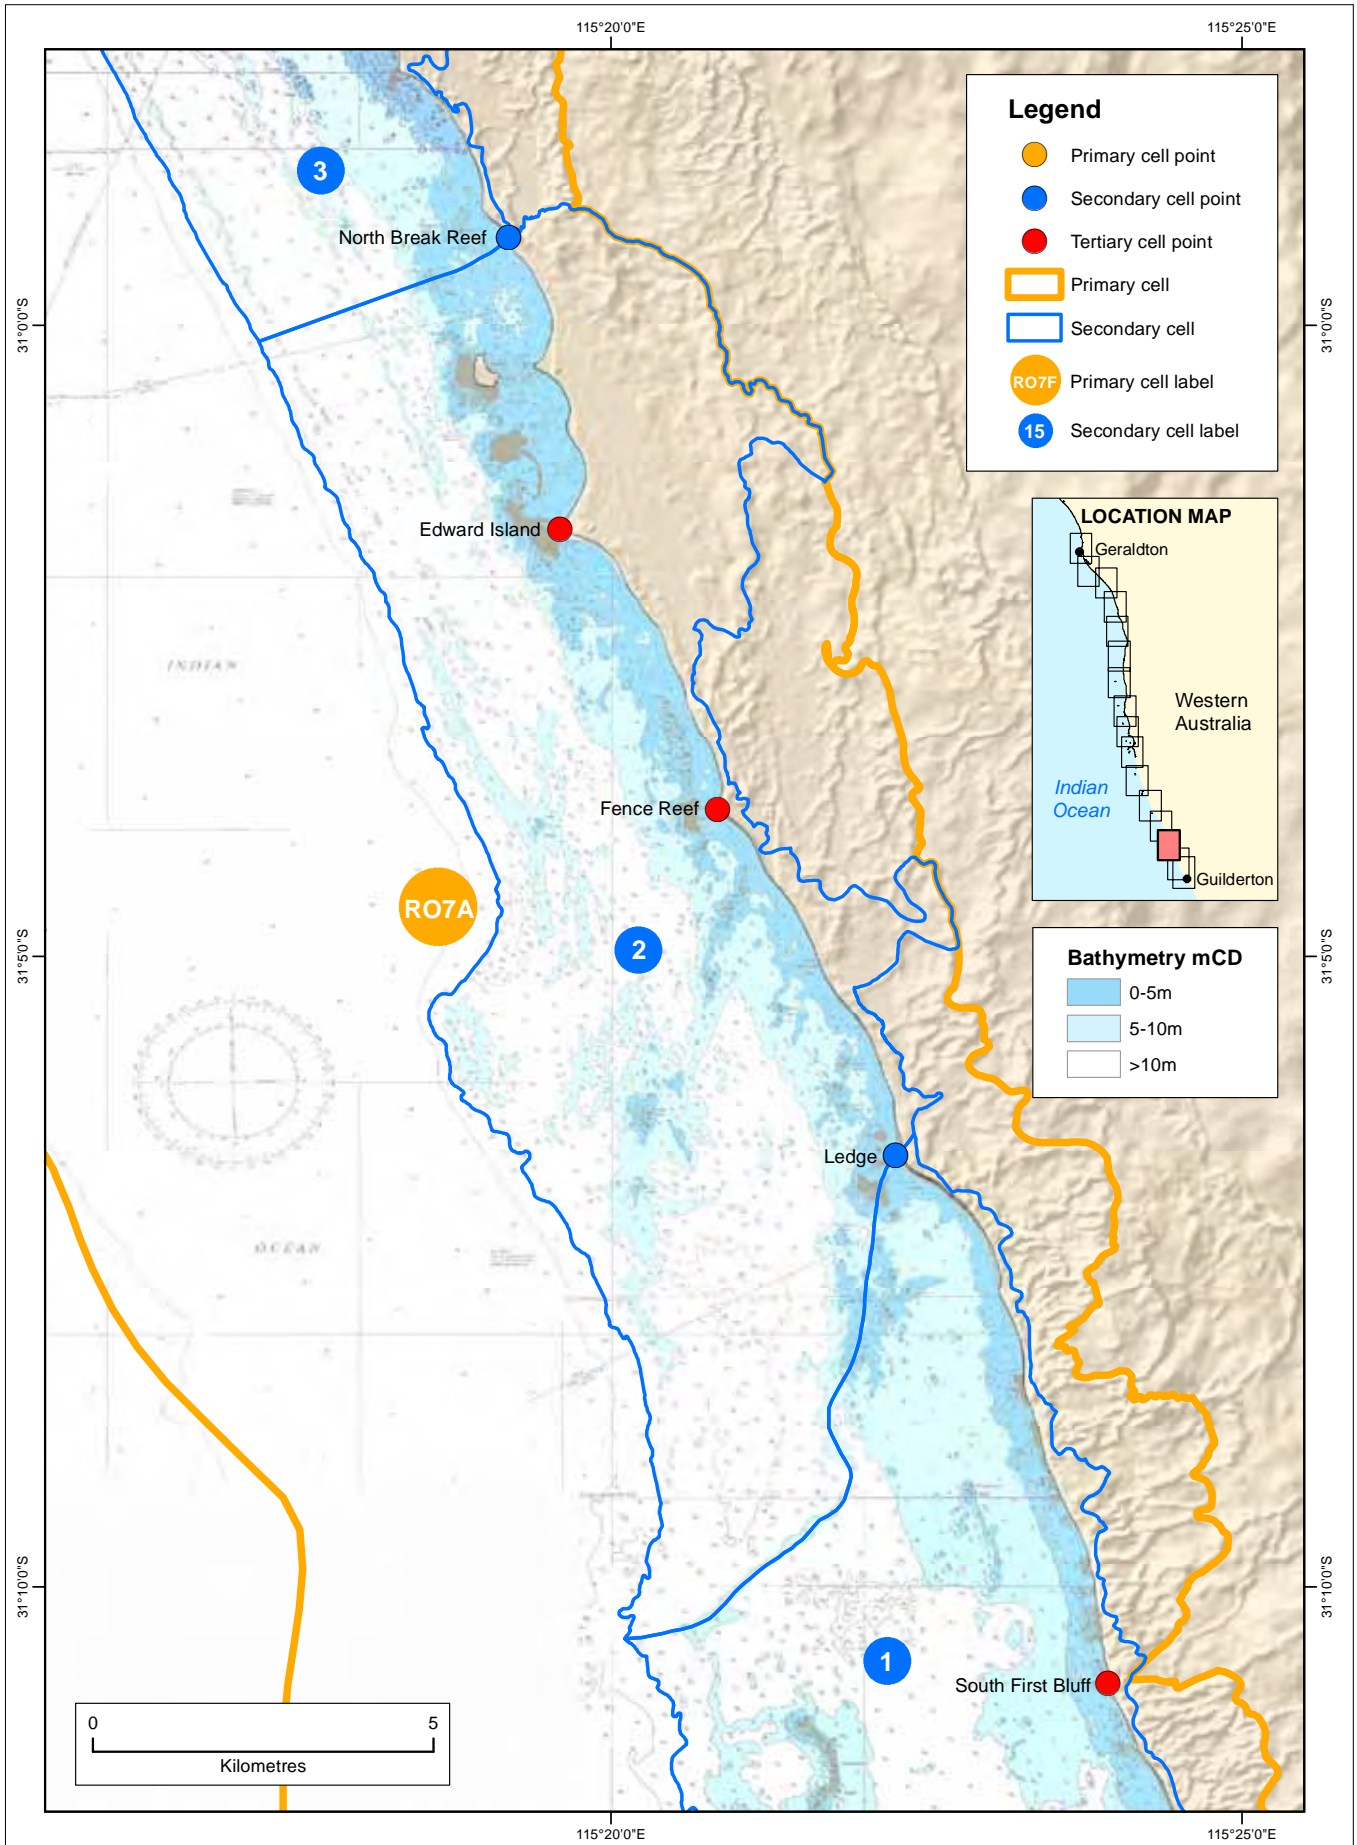 115°20'0"E
115°25'0"E
Legend
Primary cell point
Secondary cell point
Tertiary cell point
Primary cell
Secondary cell
RO7F Primary cell label
15 Secondary cell label
3
North Break Reef
31°0'0"S
31°0'0"S
LOCATION MAP
Geraldton
Western
Australia
Indian
Ocean
Guilderton
Edward Island
INDIAN
Fence Reef
RO7A
2
31°5'0"S
31°5'0"S
Bathymetry mCD
0-5m
5-10m
>10m
Ledge
OCEAN
31°10'0"S
31°10'0"S
1
South First Bluff
0 5
Kilometres
115°20'0"E
115°25'0"E